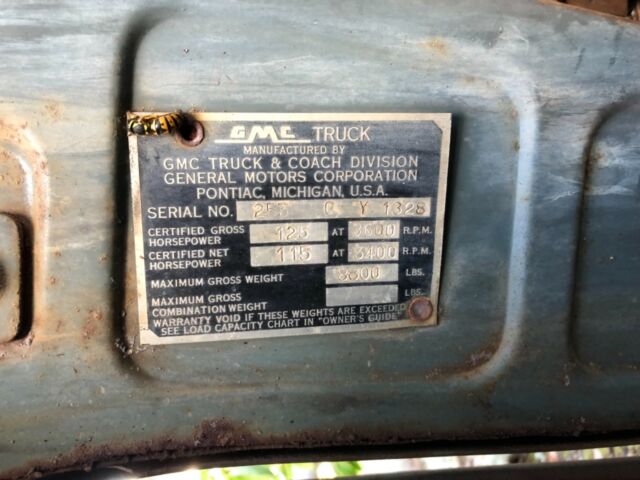 GMC TRUCK
MANUFACTURED BY
GMC TRUCK & COACH DIVISION
GENERAL MOTORS CORPORATION
PONTIAC, MICHIGAN, U.S.A.
SERIAL NO. Y 1328
CERTIFIED GROSS HORSEPOWER 125 AT 3600 R.P.M.
CERTIFIED NET HORSEPOWER 115 AT 3400 R.P.M.
MAXIMUM GROSS WEIGHT 8800 LBS.
MAXIMUM GROSS COMBINATION WEIGHT LBS.
WARRANTY VOID IF THESE WEIGHTS ARE EXCEEDED
SEE LOAD CAPACITY CHART IN "OWNER'S GUIDE"